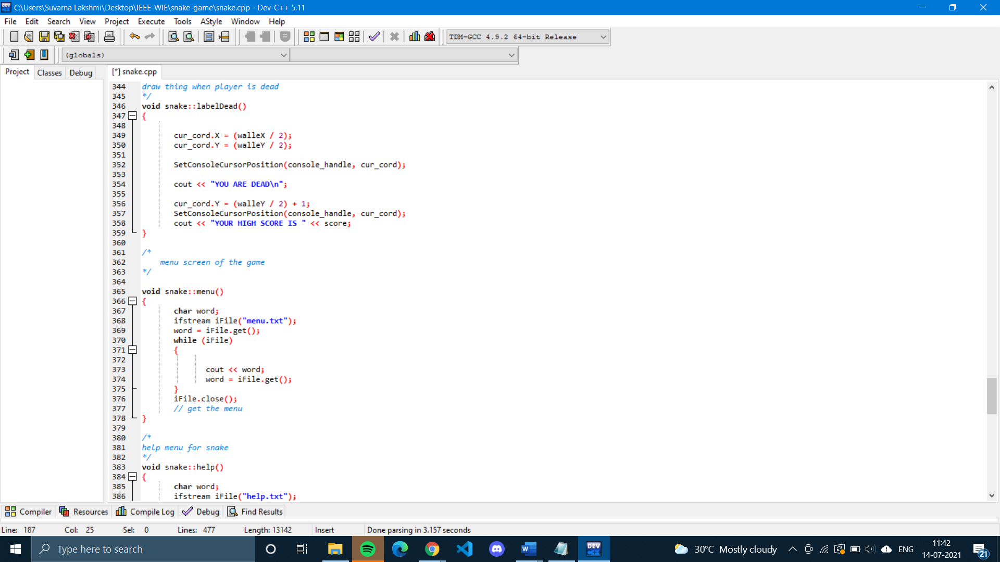 C:\Users\Suvarna Lakshmi\Desktop\IEEE-WIE\snake-game\snake.cpp - Dev-C++ 5.11
File Edit Search View Project Execute Tools AStyle Window Help
TDM-GCC 4.9.2 64-bit Release
(globals)
Project Classes Debug [*] snake.cpp
344 draw thing when player is dead
345 */
346 void snake::labelDead()
347 {
348
349 cur_cord.X = (walleX / 2);
350 cur_cord.Y = (walleY / 2);
351
352 SetConsoleCursorPosition(console_handle, cur_cord);
353
354 cout << "YOU ARE DEAD\n";
355
356 cur_cord.Y = (walleY / 2) + 1;
357 SetConsoleCursorPosition(console_handle, cur_cord);
358 cout << "YOUR HIGH SCORE IS " << score;
359 }
360
361 /*
362 menu screen of the game
363 */
364
365 void snake::menu()
366 {
367 char word;
368 ifstream iFile("menu.txt");
369 word = iFile.get();
370 while (iFile)
371 {
372
373 cout << word;
374 word = iFile.get();
375 }
376 iFile.close();
377 // get the menu
378 }
379
380 /*
381 help menu for snake
382 */
383 void snake::help()
384 {
385 char word;
386 ifstream iFile("help.txt");
Compiler Resources Compile Log Debug Find Results
Line: 187 Col: 25 Sel: 0 Lines: 477 Length: 13142 Insert Done parsing in 3.157 seconds
Type here to search
DEV C++
30°C Mostly cloudy
ENG
11:42
14-07-2021
21